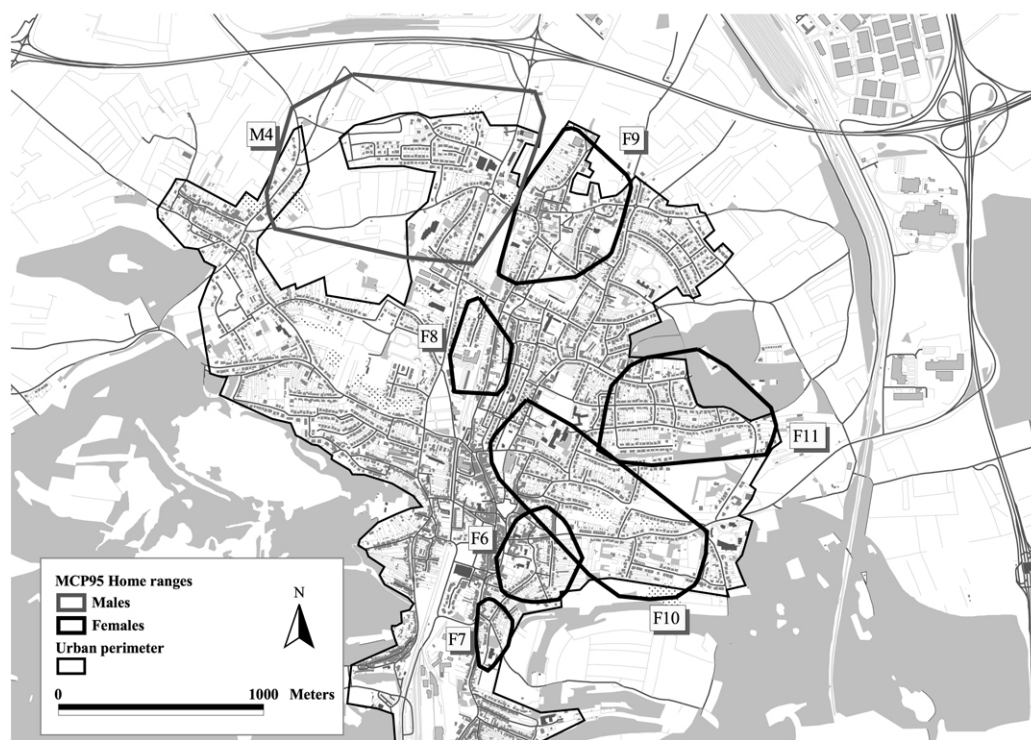 M4
F9
F8
F11
F6
F10
F7
MCP95 Home ranges
Males
Females
Urban perimeter
0 1000 Meters
N